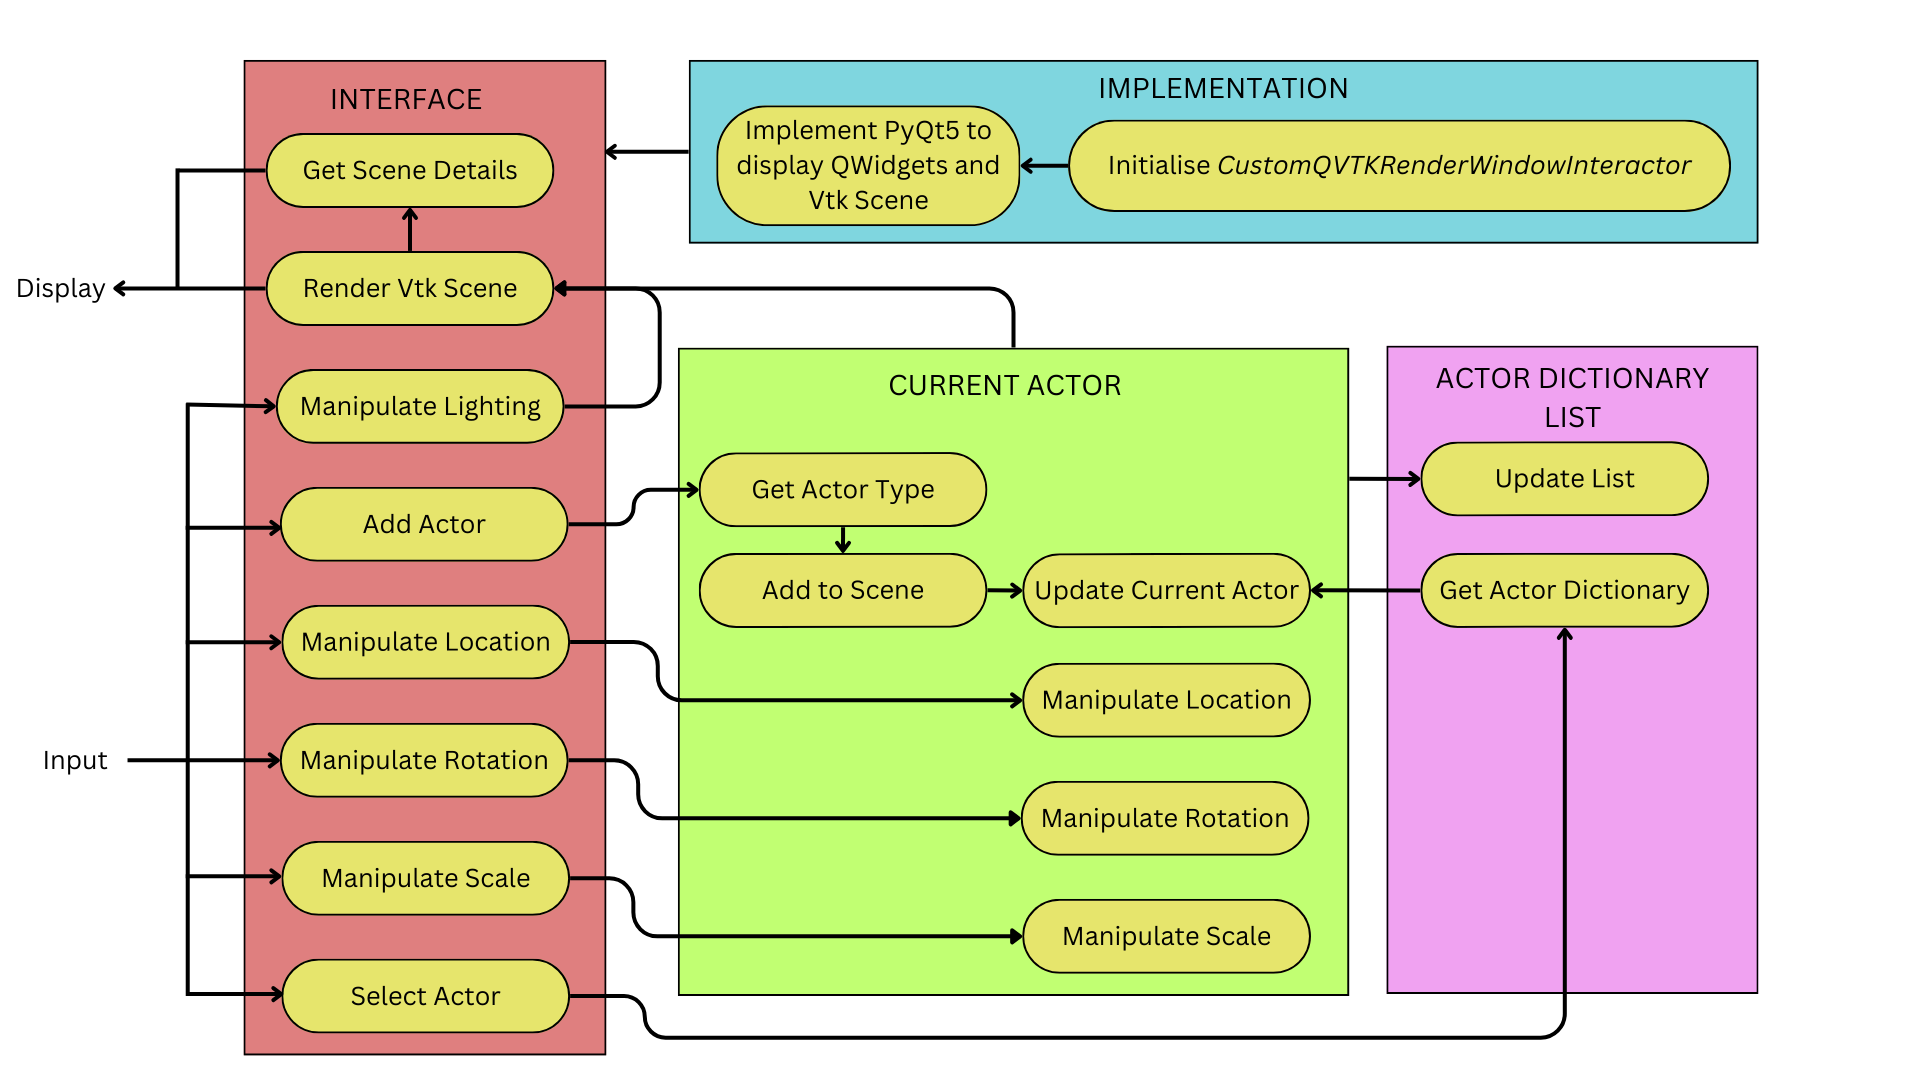 INTERFACE
Get Scene Details
Render Vtk Scene
Display
Manipulate Lighting
Add Actor
Manipulate Location
Input
Manipulate Rotation
Manipulate Scale
Select Actor
IMPLEMENTATION
Implement PyQt5 to
display QWidgets and
Vtk Scene
Initialise CustomQVTKRenderWindowInteractor
CURRENT ACTOR
Get Actor Type
Add to Scene
Update Current Actor
Manipulate Location
Manipulate Rotation
Manipulate Scale
ACTOR DICTIONARY
LIST
Update List
Get Actor Dictionary